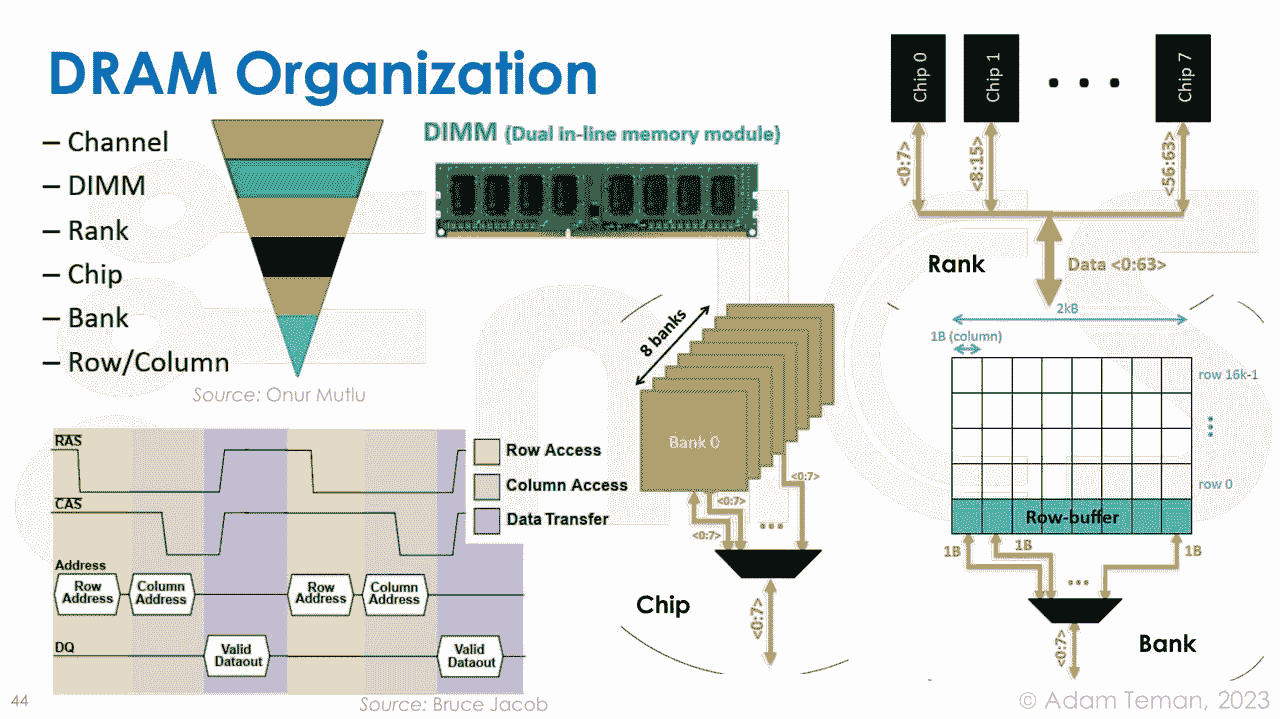 DRAM Organization
– Channel
– DIMM
– Rank
– Chip
– Bank
– Row/Column
Source: Onur Mutlu
DIMM (Dual in-line memory module)
Chip 0
Chip 1
Chip 7
<0:7>
<8:15>
<56:63>
Rank
Data <0:63>
8 banks
Bank 0
<0:7>
<0:7>
<0:7>
<0:7>
Chip
2kB
1B (column)
row 16k-1
row 0
Row-buffer
1B
1B
1B
<0:7>
Bank
RAS
CAS
Address
Row Address
Column Address
Row Address
Column Address
DQ
Valid Dataout
Valid Dataout
Row Access
Column Access
Data Transfer
44
Source: Bruce Jacob
© Adam Teman, 2023